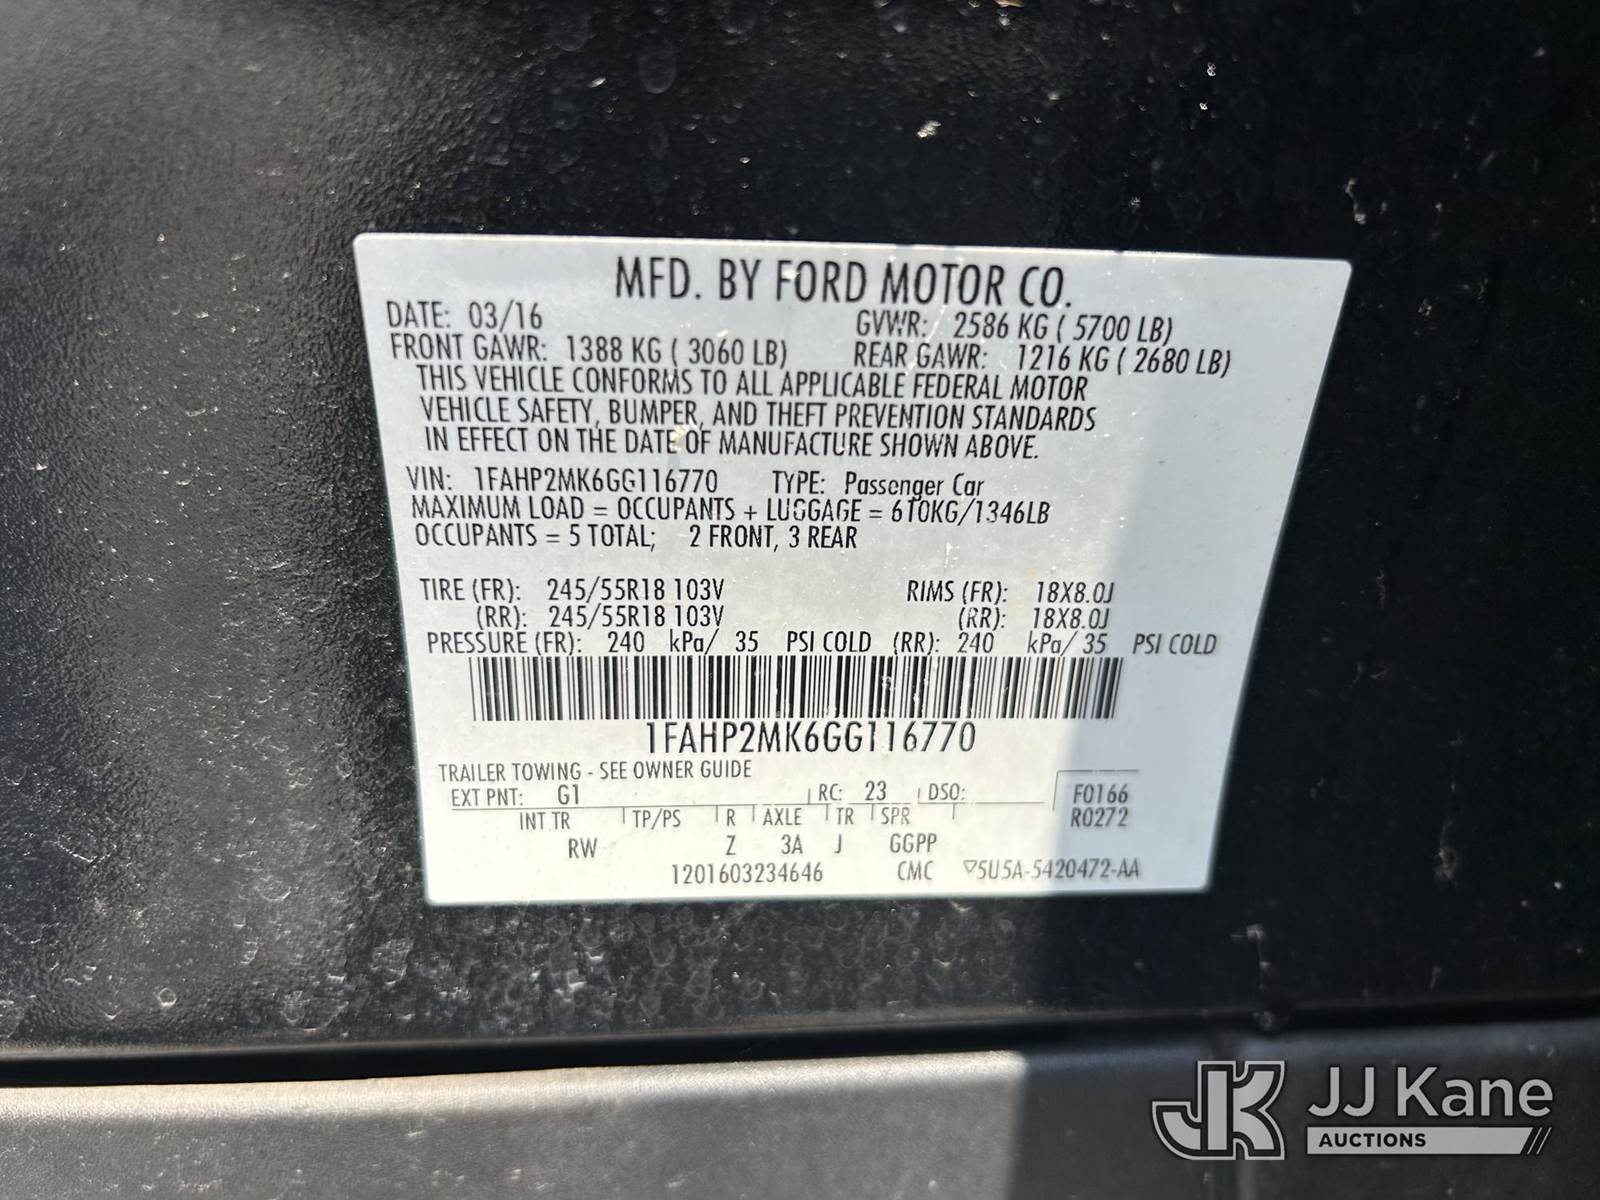 MFD. BY FORD MOTOR CO.
DATE: 03/16 GVWR: 2586 KG ( 5700 LB)
FRONT GAWR: 1388 KG ( 3060 LB) REAR GAWR: 1216 KG ( 2680 LB)
THIS VEHICLE CONFORMS TO ALL APPLICABLE FEDERAL MOTOR
VEHICLE SAFETY, BUMPER, AND THEFT PREVENTION STANDARDS
IN EFFECT ON THE DATE OF MANUFACTURE SHOWN ABOVE.
VIN: 1FAHP2MK6GG116770 TYPE: Passenger Car
MAXIMUM LOAD = OCCUPANTS + LUGGAGE = 610KG/1346LB
OCCUPANTS = 5 TOTAL; 2 FRONT, 3 REAR
TIRE (FR): 245/55R18 103V RIMS (FR): 18X8.0J
(RR): 245/55R18 103V (RR): 18X8.0J
PRESSURE (FR): 240 kPa/ 35 PSI COLD (RR): 240 kPa/ 35 PSI COLD
1FAHP2MK6GG116770
TRAILER TOWING - SEE OWNER GUIDE
EXT PNT: G1 RC: 23 DSO: F0166
INT TR TP/PS R AXLE TR SPR R0272
RW Z 3A J GGPP
1201603234646 CMC ▽5U5A-5420472-AA
JK JJ Kane
AUCTIONS